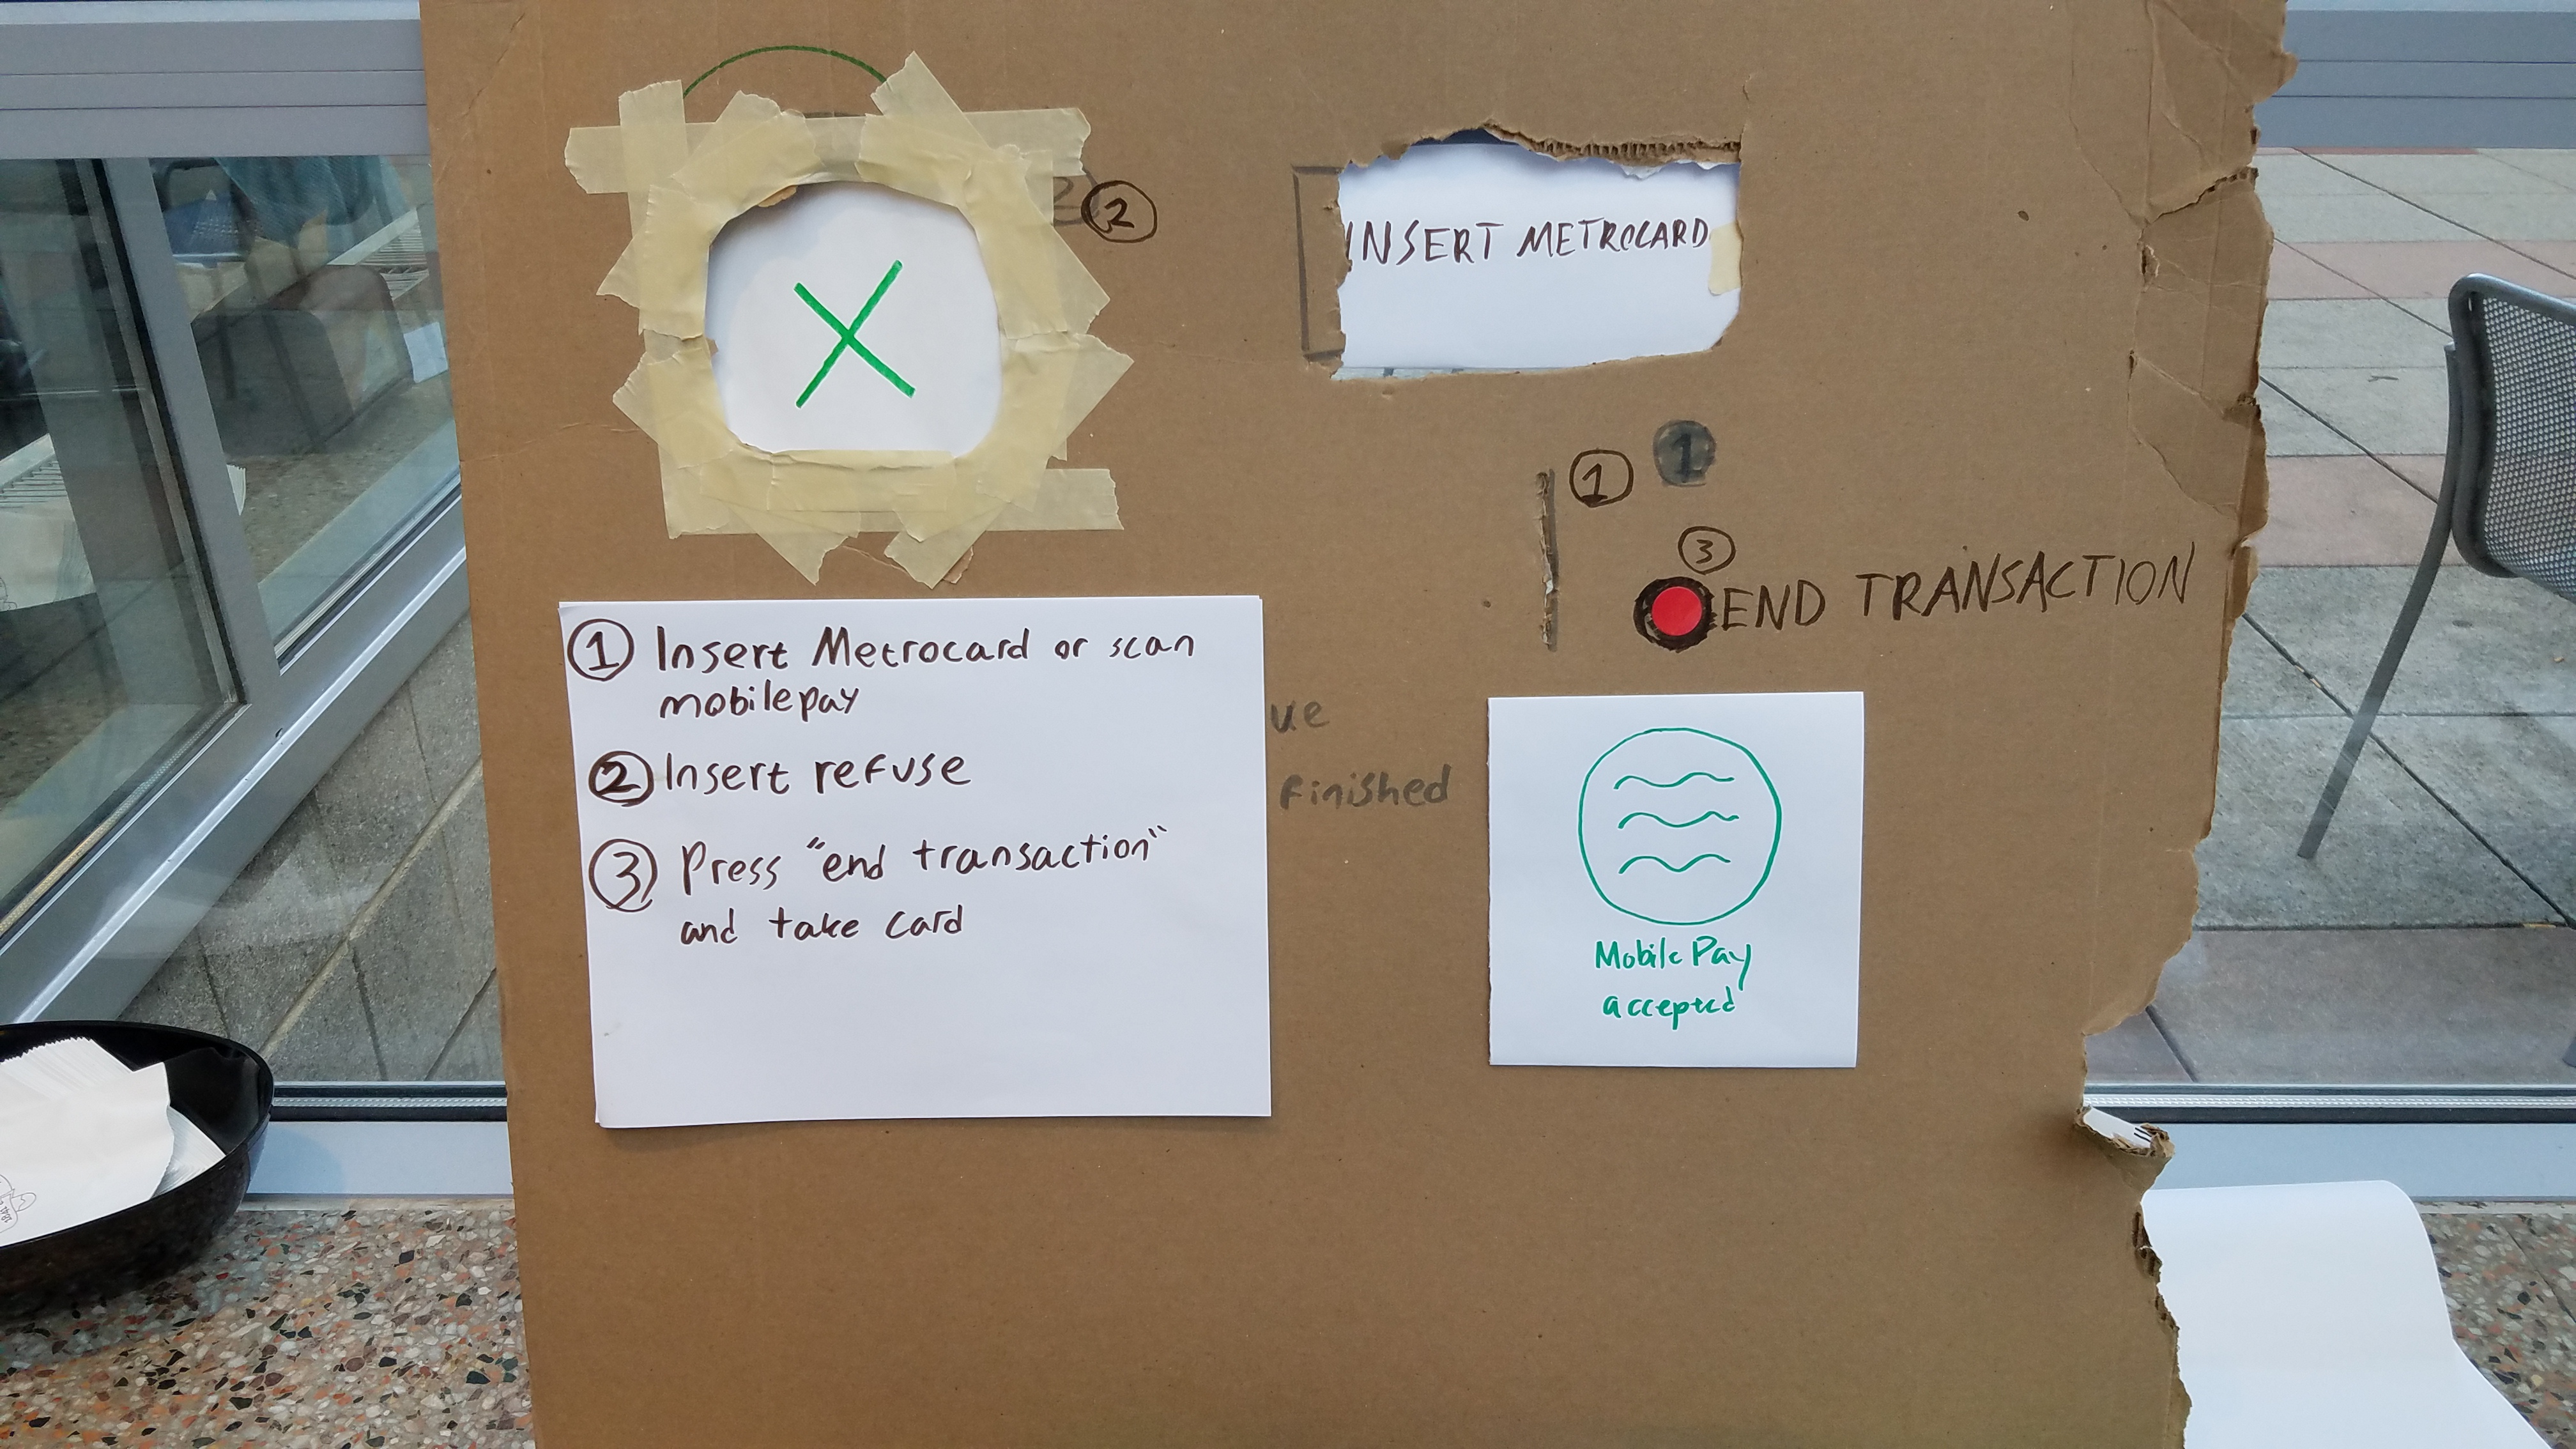 2
INSERT METROCARD
1
1
3
END TRANSACTION
1 Insert Metrocard or scan
mobilepay
2 Insert refuse
3 Press "end transaction"
and take card
ue
finished
Mobile Pay
accepted